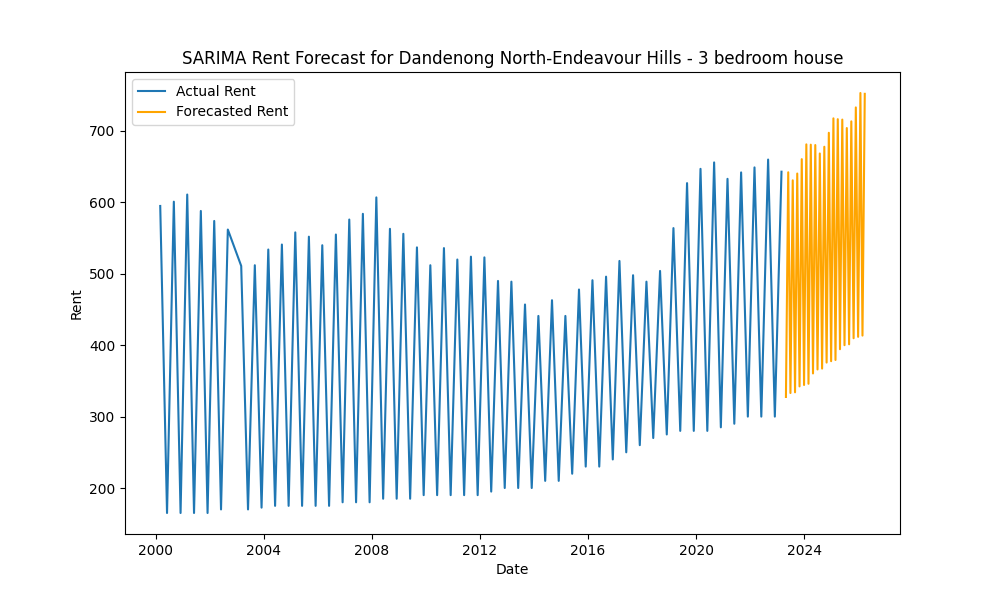 SARIMA Rent Forecast for Dandenong North-Endeavour Hills - 3 bedroom house
Actual Rent
Forecasted Rent
700
600
500
400
300
200
Rent
2000 2004 2008 2012 2016 2020 2024
Date